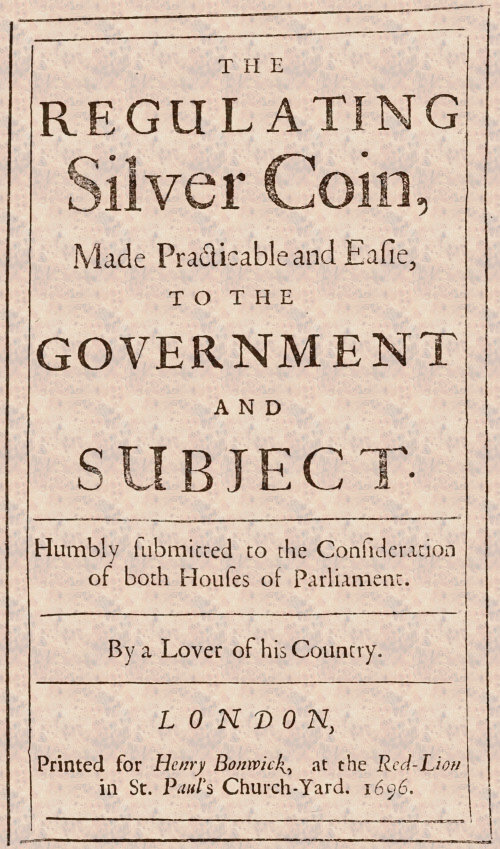 THE
REGULATING
Silver Coin,
Made Practicable and Eaſie,
TO THE
GOVERNMENT
AND
SUBJECT.
Humbly ſubmitted to the Conſideration
of both Houſes of Parliament.
By a Lover of his Country.
LONDON,
Printed for Henry Bonwick, at the Red-Lion
in St. Paul's Church-Yard. 1696.